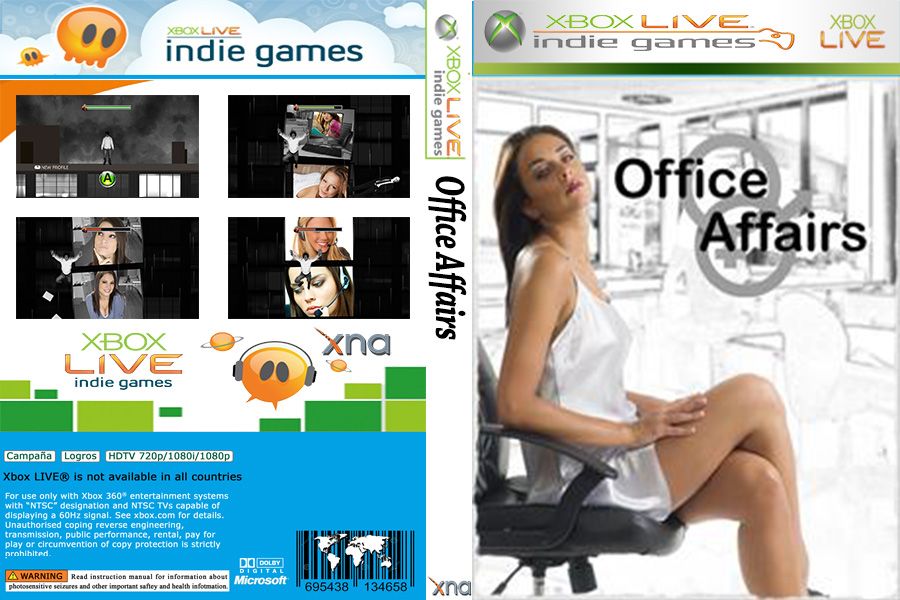 XBOX LIVE
indie games
NEW PROFILE
A
XBOX
LIVE
indie games
xna
Campaña Logros HDTV 720p/1080i/1080p
Xbox LIVE® is not available in all countries
For use only with Xbox 360® entertainment systems
with “NTSC” designation and NTSC TVs capable of
displaying a 60Hz signal. See xbox.com for details.
Unauthorised coping reverse engineering,
transmission, public performance, rental, pay for
play or circumvention of copy protection is strictly
prohibited.
WARNING Read instruction manual for information about
photosensitive seizures and other important saftey and health infotmation.
DOLBY
DIGITAL
Microsoft®
695438 134658
XBOX LIVE
indie games
Office Affairs
xna
XBOX LIVE
indie games
XBOX
LIVE
Office
Affairs